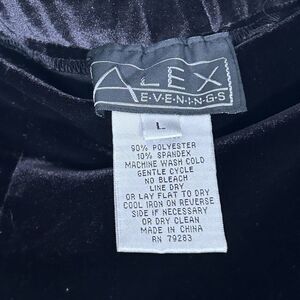 ALEX
E·V·E·N·I·N·G·S
L
90% POLYESTER
10% SPANDEX
MACHINE WASH COLD
GENTLE CYCLE
NO BLEACH
LINE DRY
OR LAY FLAT TO DRY
COOL IRON ON REVERSE
SIDE IF NECESSARY
OR DRY CLEAN
MADE IN CHINA
RN 79283